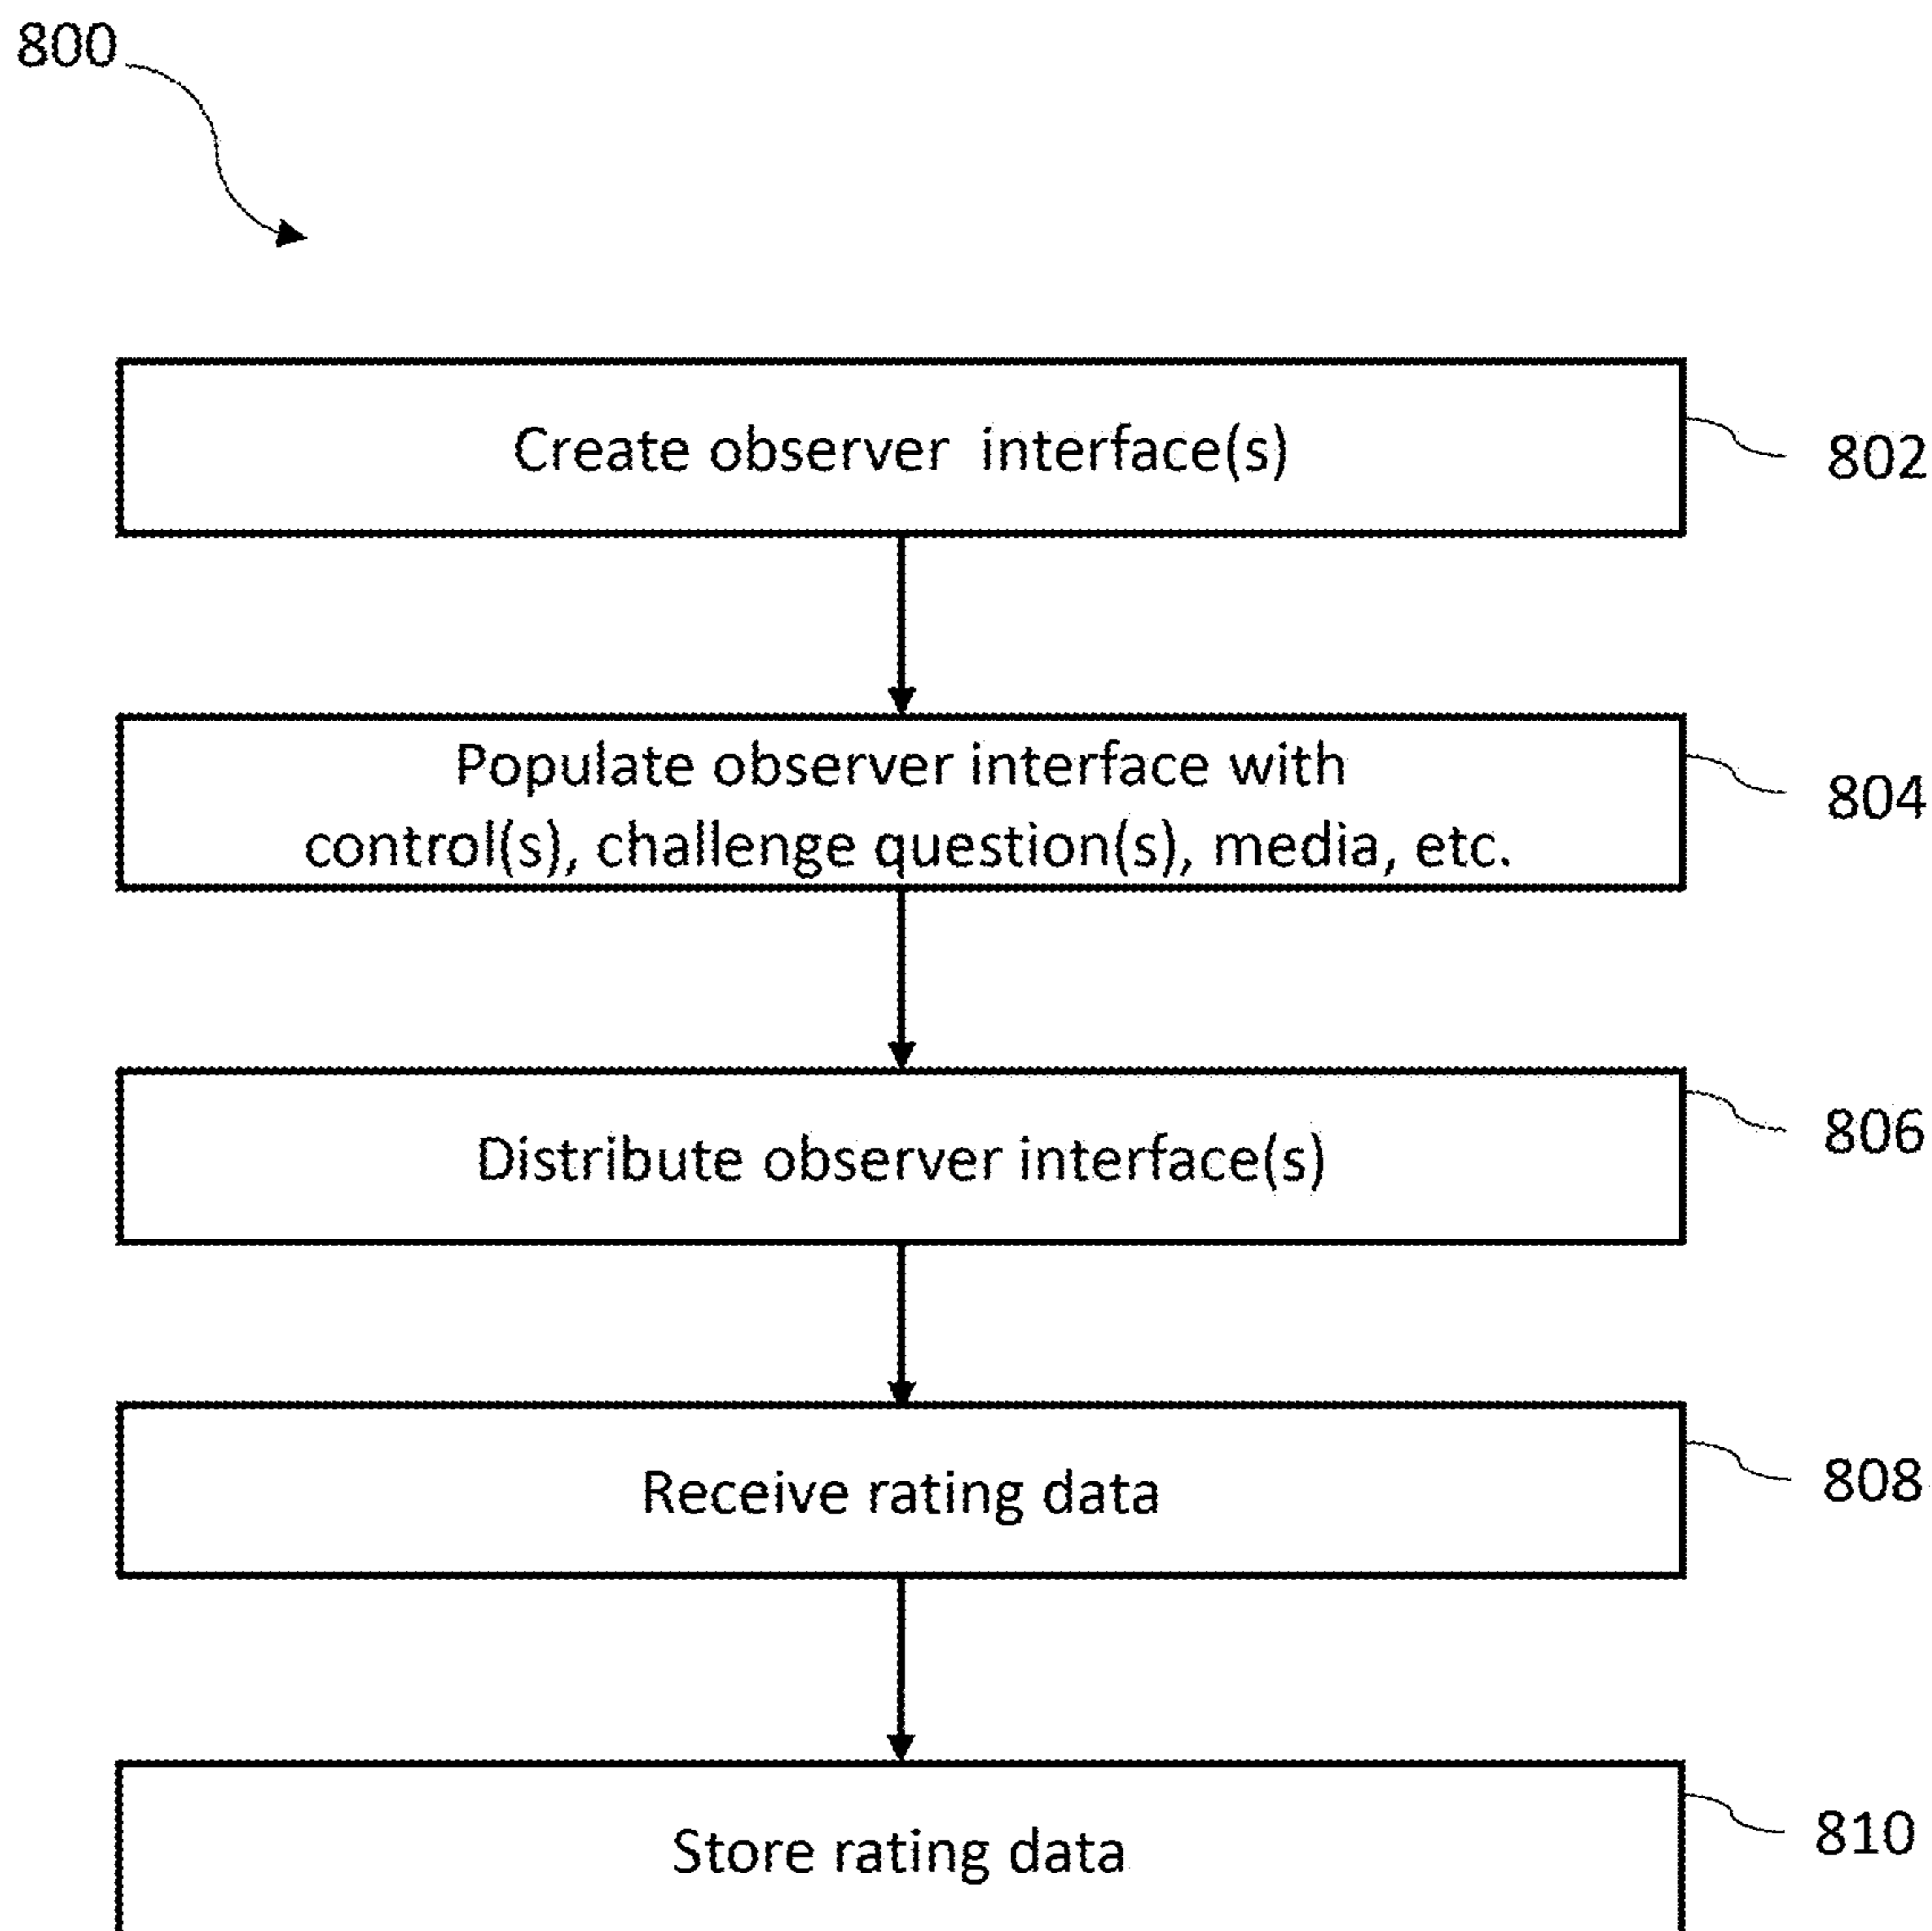 800
Create observer interface(s)
802
Populate observer interface with
control(s), challenge question(s), media, etc.
804
Distribute observer interface(s)
806
Receive rating data
808
Store rating data
810